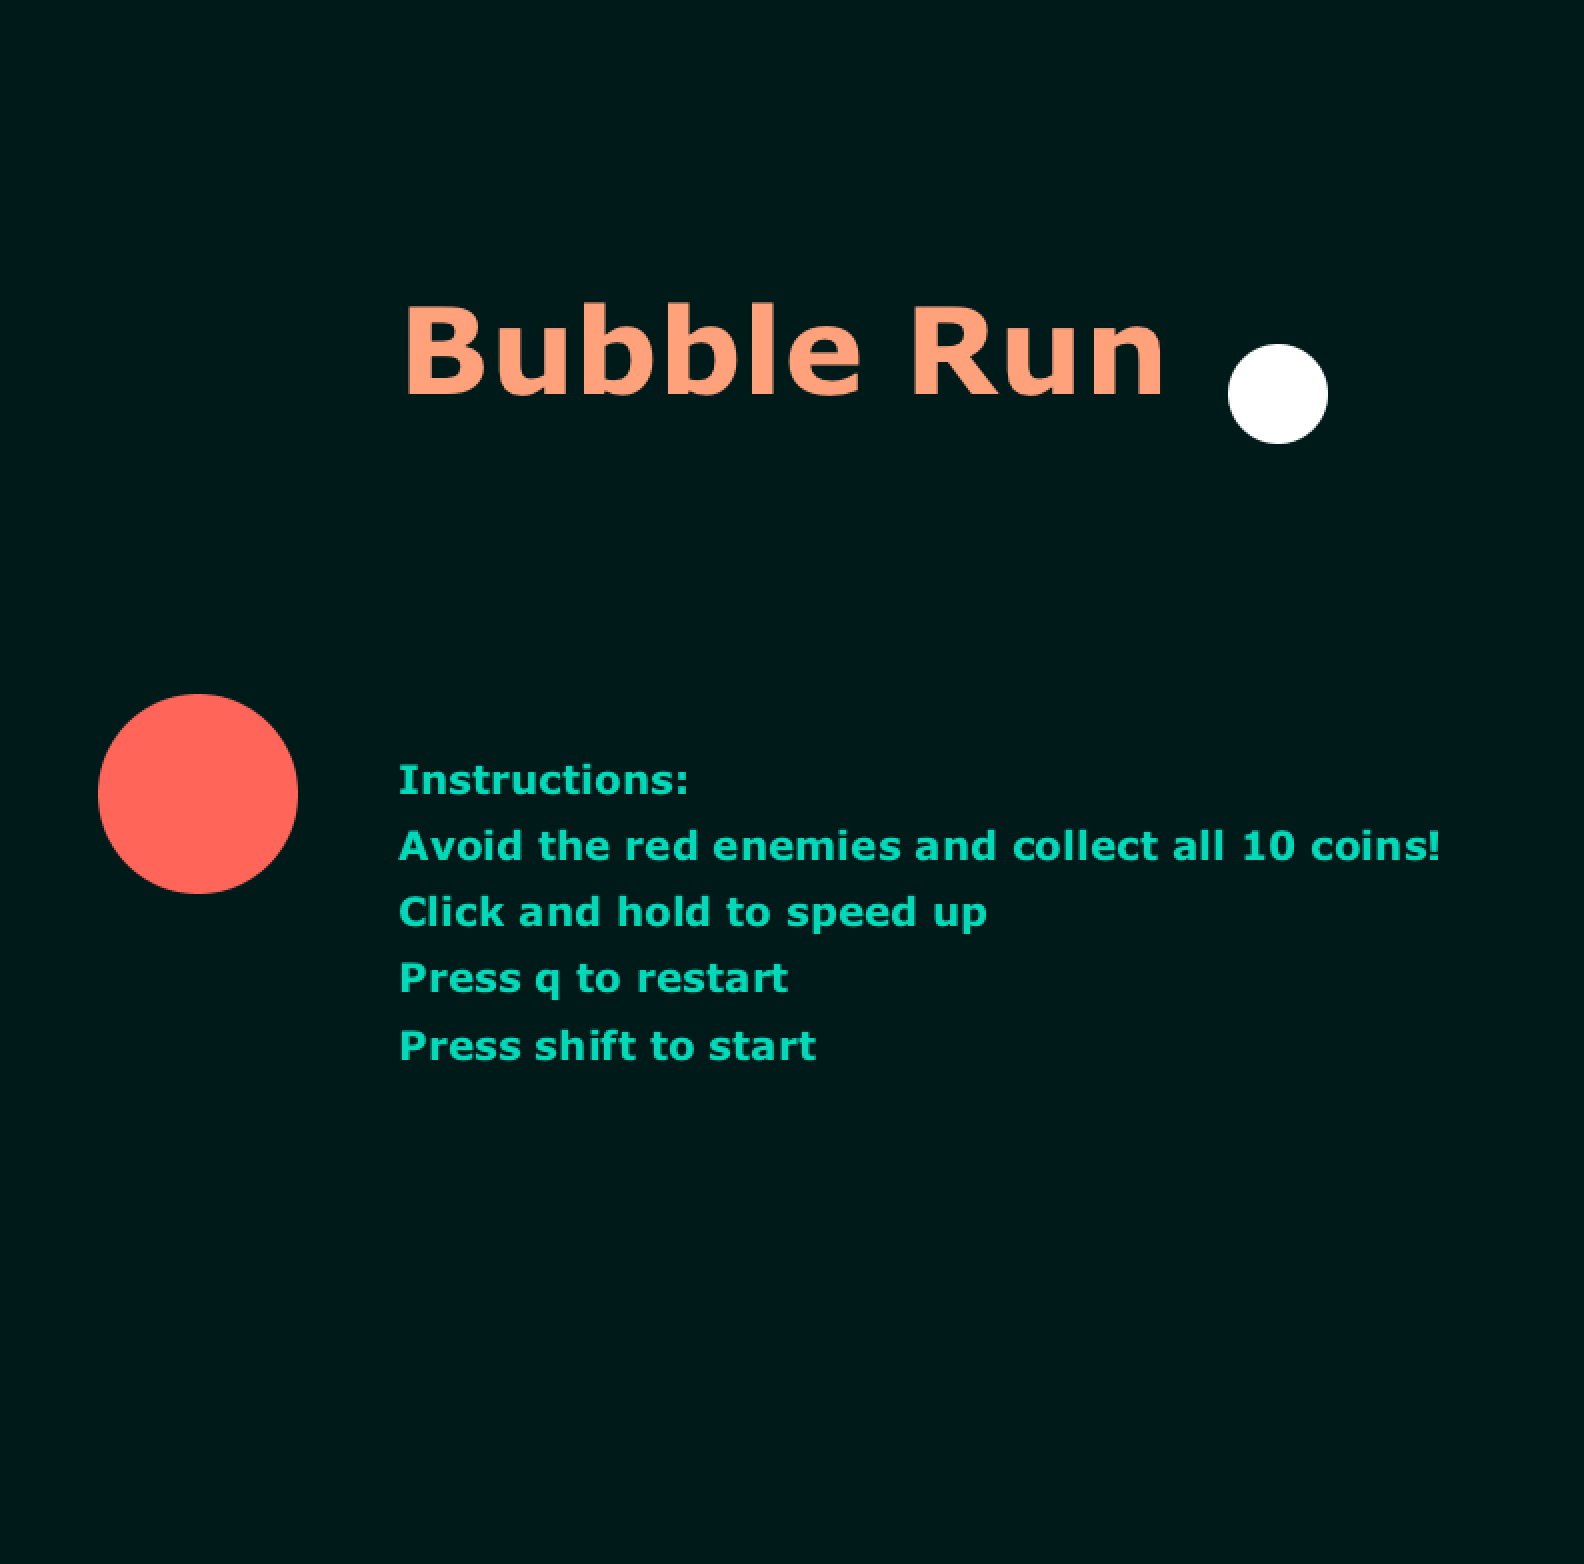 Bubble Run
Instructions:
Avoid the red enemies and collect all 10 coins!
Click and hold to speed up
Press q to restart
Press shift to start